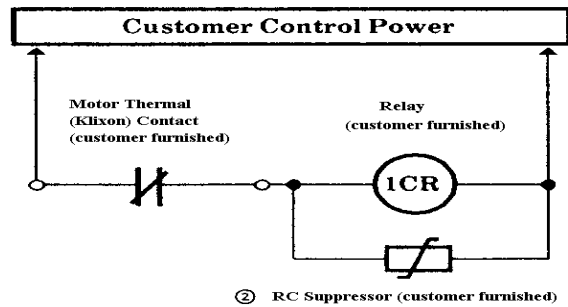 Customer Control Power
Motor Thermal
(Klixon) Contact
(customer furnished)
Relay
(customer furnished)
1CR
② RC Suppressor (customer furnished)